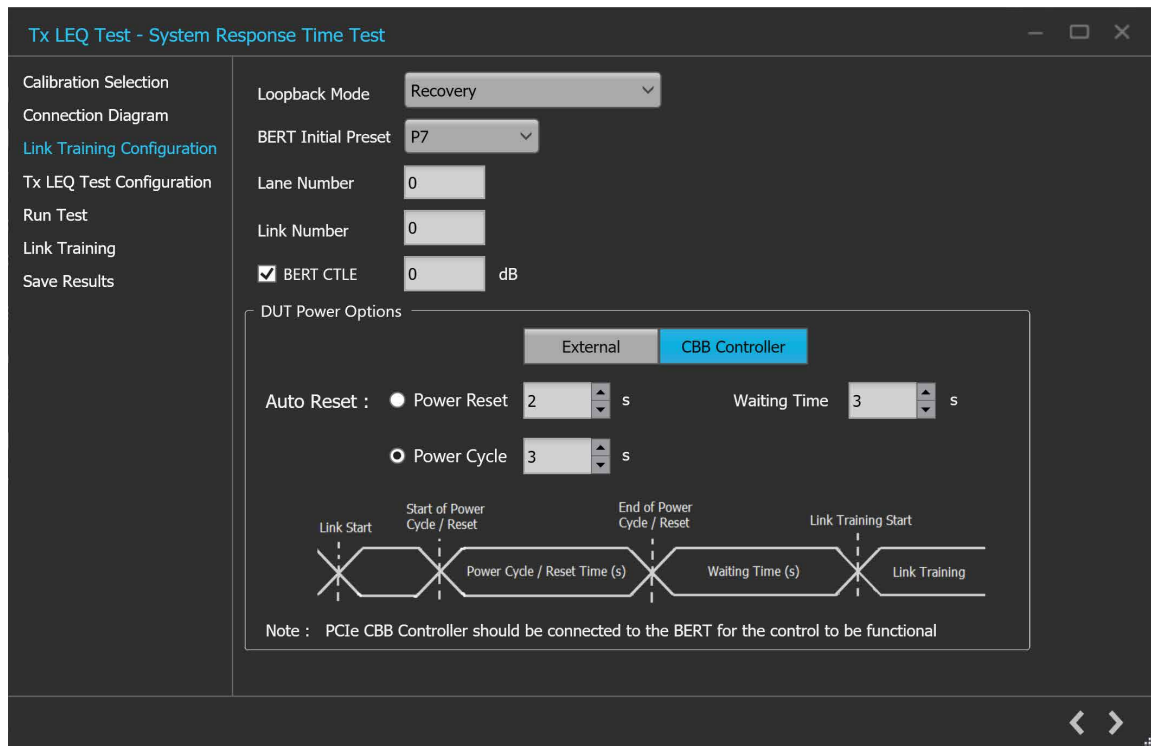 Tx LEQ Test - System Response Time Test
Calibration Selection
Connection Diagram
Link Training Configuration
Tx LEQ Test Configuration
Run Test
Link Training
Save Results
Loopback Mode Recovery
BERT Initial Preset P7
Lane Number 0
Link Number 0
BERT CTLE 0 dB
DUT Power Options
External CBB Controller
Auto Reset : Power Reset 2 s Waiting Time 3 s
Power Cycle 3 s
Link Start
Start of Power
Cycle / Reset
End of Power
Cycle / Reset
Link Training Start
Power Cycle / Reset Time (s) Waiting Time (s) Link Training
Note : PCIe CBB Controller should be connected to the BERT for the control to be functional